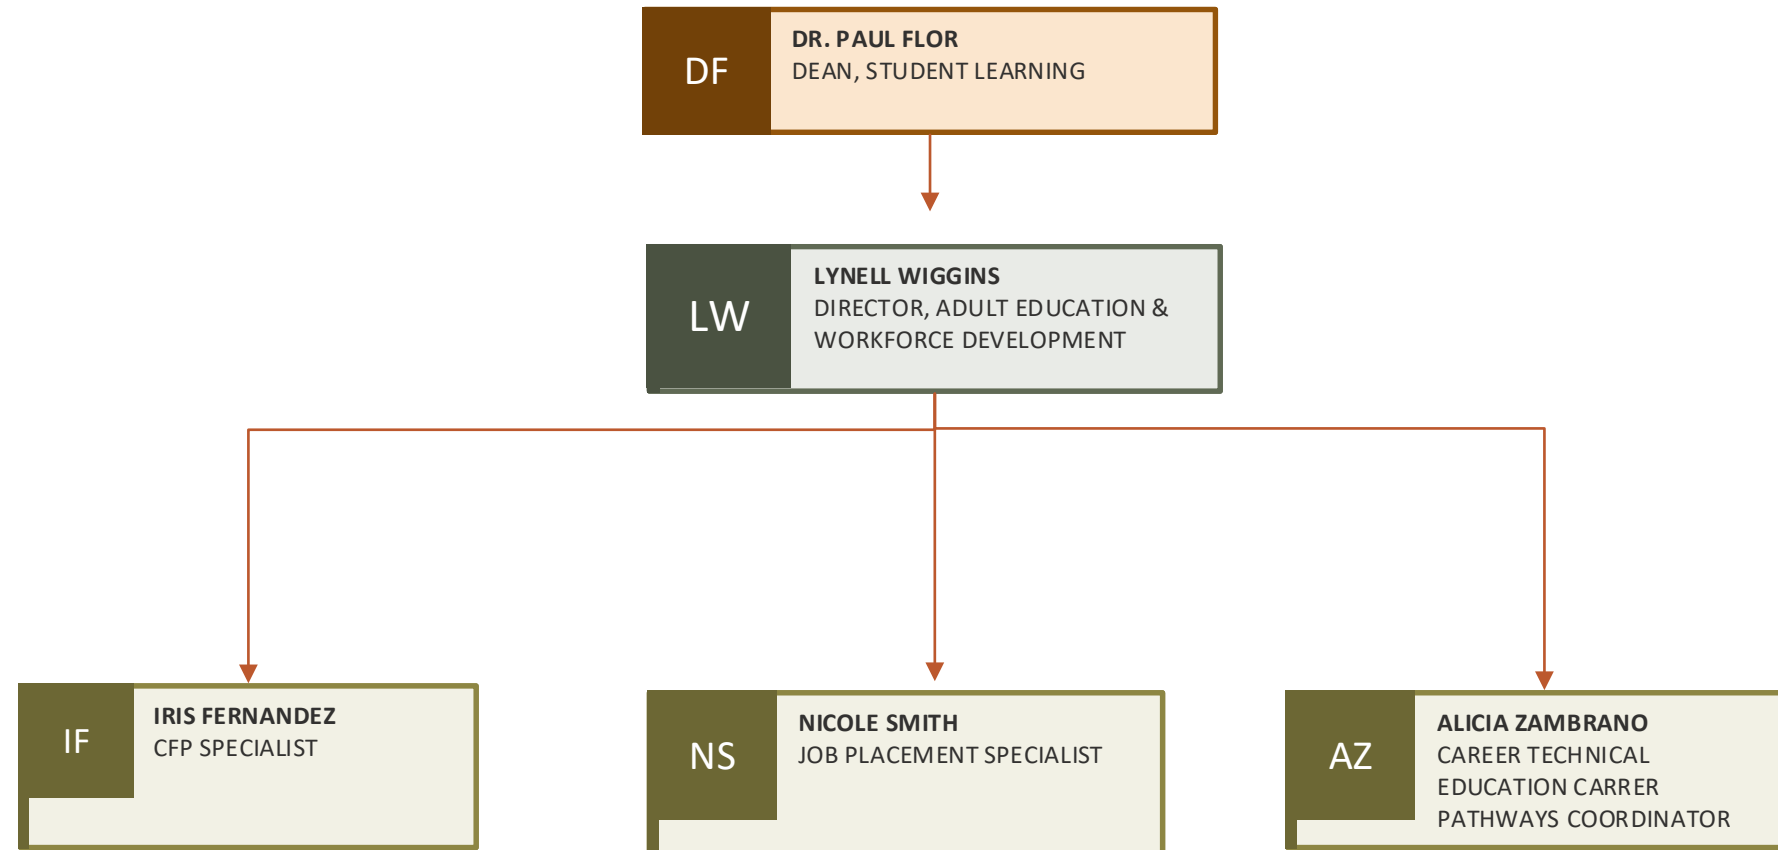 DF
DR. PAUL FLOR
DEAN, STUDENT LEARNING
LW
LYNELL WIGGINS
DIRECTOR, ADULT EDUCATION &
WORKFORCE DEVELOPMENT
IF
IRIS FERNANDEZ
CFP SPECIALIST
NS
NICOLE SMITH
JOB PLACEMENT SPECIALIST
AZ
ALICIA ZAMBRANO
CAREER TECHNICAL
EDUCATION CARRER
PATHWAYS COORDINATOR